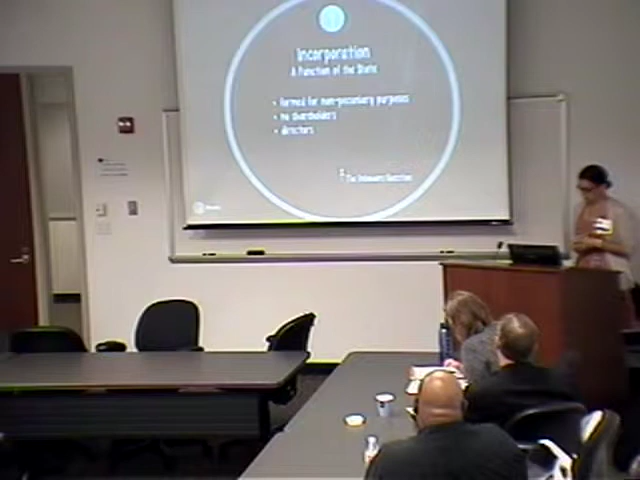 Incorporation
A Function of the State
• Formed for non-pecuniary purposes
• No shareholders
• directors
The Delaware Question